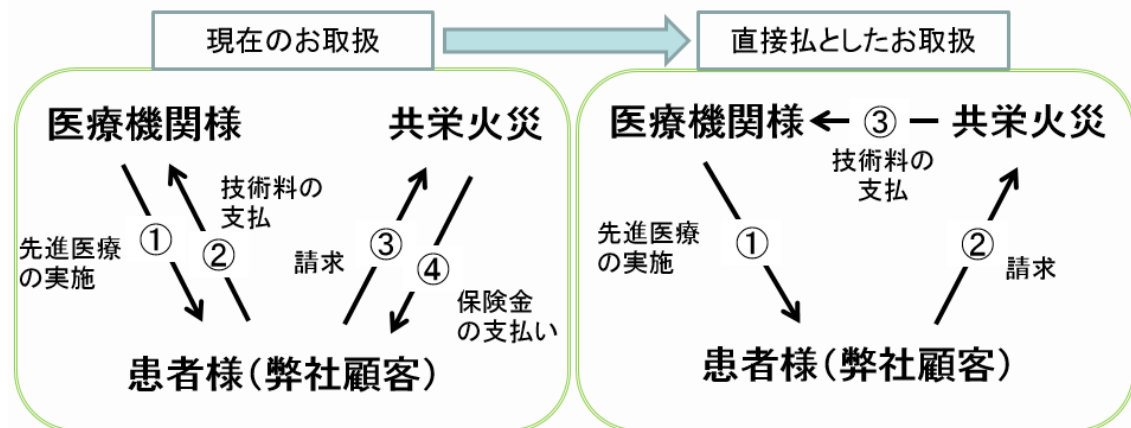 現在のお取扱
直接払としたお取扱
医療機関様
共栄火災
①
先進医療
の実施
②
技術料の
支払
③
請求
④
保険金
の支払い
患者様(弊社顧客)
医療機関様
③
共栄火災
技術料の
支払
①
先進医療
の実施
②
請求
患者様(弊社顧客)